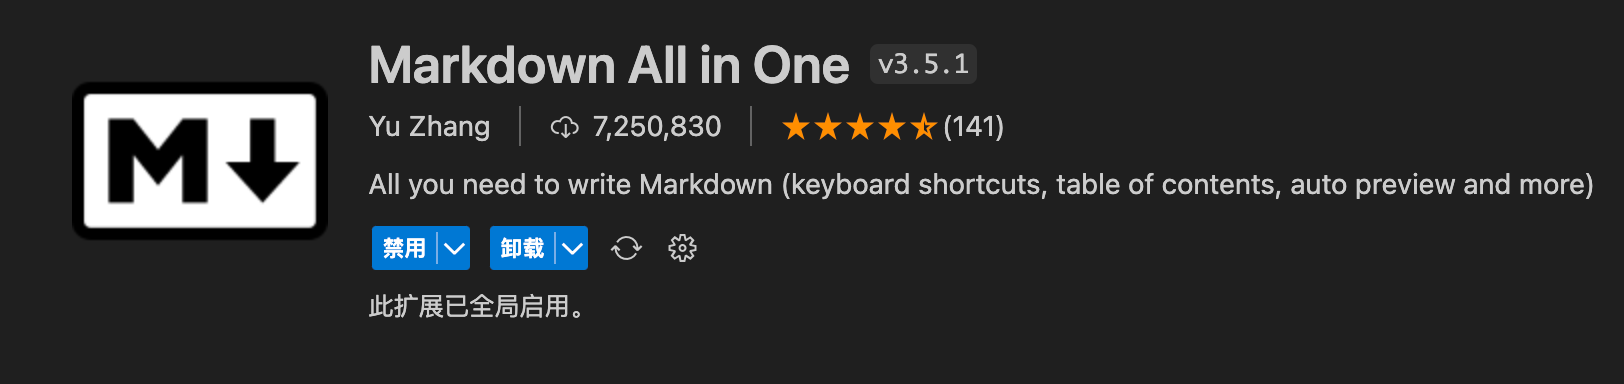 M
Markdown All in One v3.5.1
Yu Zhang 7,250,830 (141)
All you need to write Markdown (keyboard shortcuts, table of contents, auto preview and more)
禁用 卸载
此扩展已全局启用。